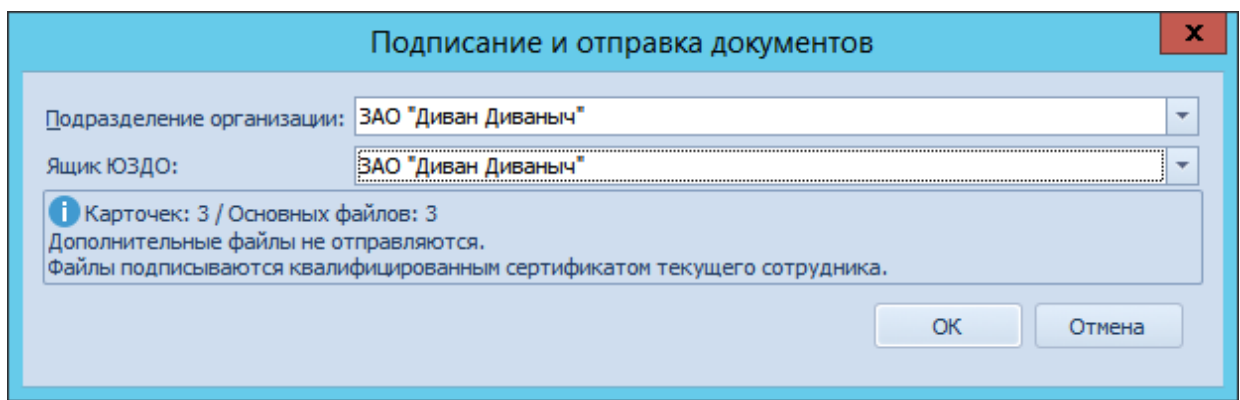 Подписание и отправка документов
x
Подразделение организации: ЗАО "Диван Диваныч"
Ящик ЮЗДО: ЗАО "Диван Диваныч"
i Карточек: 3 / Основных файлов: 3
Дополнительные файлы не отправляются.
Файлы подписываются квалифицированным сертификатом текущего сотрудника.
ОК Отмена